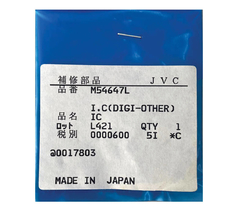 補修部品 JVC
品番 M54647L
I.C(DIGI-OTHER)
品名 IC
ロット L421 QTY 1
税別 0000600 5I *C
a0017803
MADE IN JAPAN